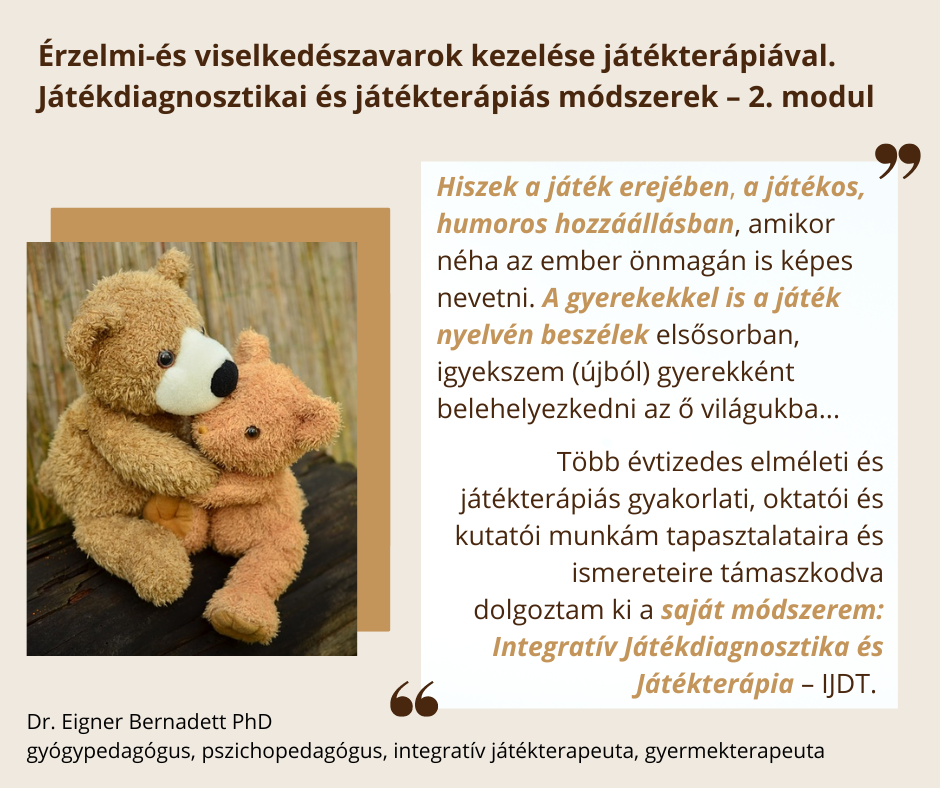 Érzelmi-és viselkedészavarok kezelése játékterápiával.
Játékdiagnosztikai és játékterápiás módszerek – 2. modul
”
Hiszek a játék erejében, a játékos,
humoros hozzáállásban, amikor
néha az ember önmagán is képes
nevetni. A gyerekekkel is a játék
nyelvén beszélek elsősorban,
igyekszem (újból) gyerekként
belehelyezkedni az ő világukba...
Több évtizedes elméleti és
játékterápiás gyakorlati, oktatói és
kutatói munkám tapasztalataira és
ismereteire támaszkodva
dolgoztam ki a saját módszerem:
Integratív Játékdiagnosztika és
Játékterápia – IJDT.
“
Dr. Eigner Bernadett PhD
gyógypedagógus, pszichopedagógus, integratív játékterapeuta, gyermekterapeuta